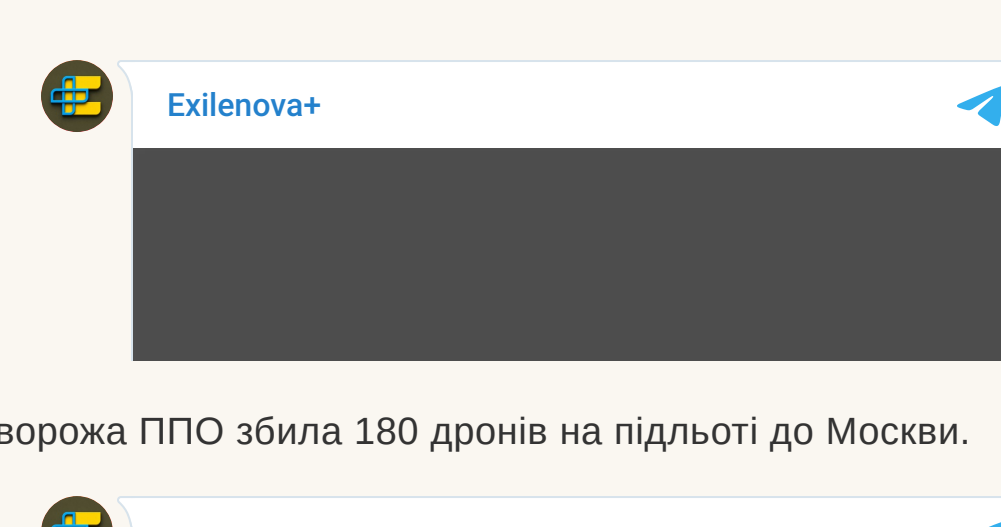 Exilenova+
ворожа ППО збила 180 дронів на підльоті до Москви.